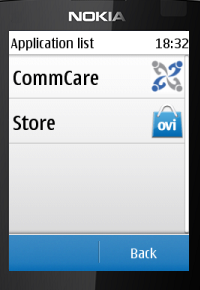 NOKIA
Application list 18:32
CommCare
Store
ovi
Back